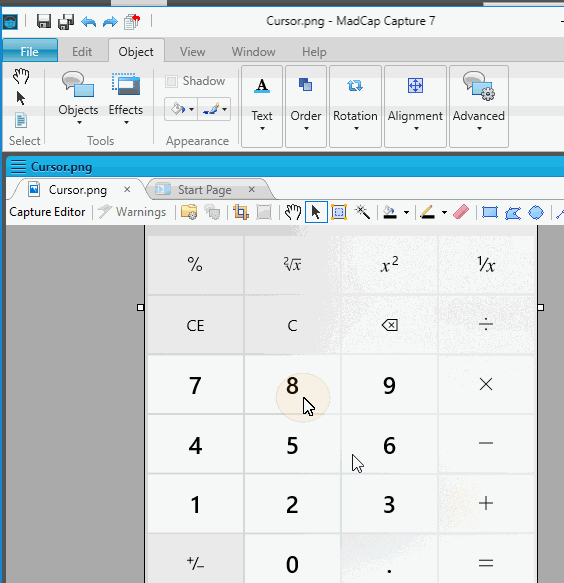 Cursor.png - MadCap Capture 7
File Edit Object View Window Help
Shadow
Objects Effects Text Order Rotation Alignment Advanced
Select Tools Appearance
Cursor.png
Cursor.png × Start Page ×
Capture Editor Warnings
% ²√x x² ¹/x
CE C ÷
7 8 9 ×
4 5 6 −
1 2 3 +
+/− 0 . =